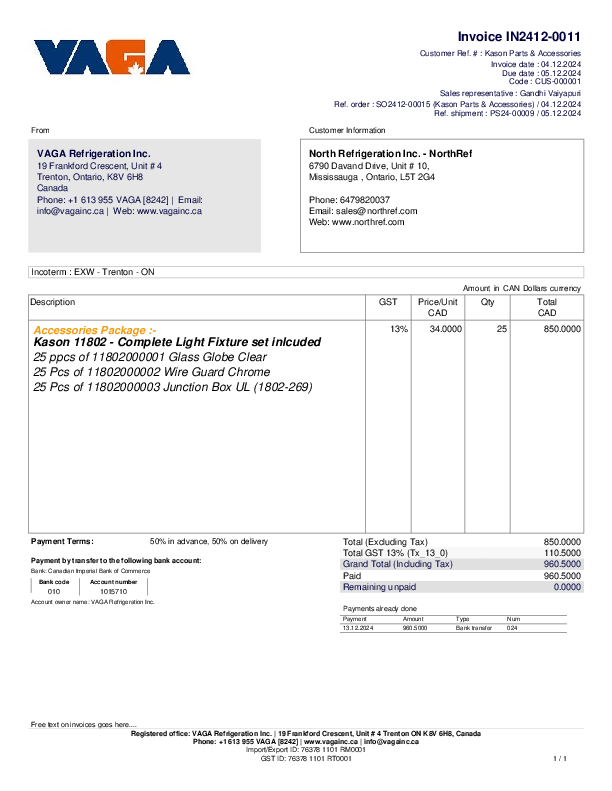 VAGA
Invoice IN2412-0011
Customer Ref. # : Kason Parts & Accessories
Invoice date : 04.12.2024
Due date : 05.12.2024
Code : CUS-000001
Sales representative : Gandhi Vaiyapuri
Ref. order : SO2412-00015 (Kason Parts & Accessories) / 04.12.2024
Ref. shipment : PS24-00009 / 05.12.2024
From
VAGA Refrigeration Inc.
19 Frankford Crescent, Unit # 4
Trenton, Ontario, K8V 6H8
Canada
Phone: +1 613 955 VAGA [8242] | Email:
info@vagainc.ca | Web: www.vagainc.ca
Customer Information
North Refrigeration Inc. - NorthRef
6790 Davand Drive, Unit # 10,
Mississauga , Ontario, L5T 2G4
Phone: 6479820037
Email: sales@northref.com
Web: www.northref.com
Incoterm : EXW - Trenton - ON
Amount in CAN Dollars currency
Description GST Price/Unit CAD Qty Total CAD
Accessories Package :- 13% 34.0000 25 850.0000
Kason 11802 - Complete Light Fixture set inlcuded
25 ppcs of 11802000001 Glass Globe Clear
25 Pcs of 11802000002 Wire Guard Chrome
25 Pcs of 11802000003 Junction Box UL (1802-269)
Payment Terms: 50% in advance, 50% on delivery
Payment by transfer to the following bank account:
Bank: Canadian Imperial Bank of Commerce
Bank code Account number
010 1015710
Account owner name: VAGA Refrigeration Inc.
Total (Excluding Tax) 850.0000
Total GST 13% (Tx_13_0) 110.5000
Grand Total (Including Tax) 960.5000
Paid 960.5000
Remaining unpaid 0.0000
Payments already done
Payment Amount Type Num
13.12.2024 960.5000 Bank transfer 024
Free text on invoices goes here....
Registered office: VAGA Refrigeration Inc. | 19 Frankford Crescent, Unit # 4 Trenton ON K8V 6H8, Canada
Phone: +1 613 955 VAGA [8242] | www.vagainc.ca | info@vagainc.ca
Import/Export ID: 76378 1101 RM0001
GST ID: 76378 1101 RT0001
1 / 1